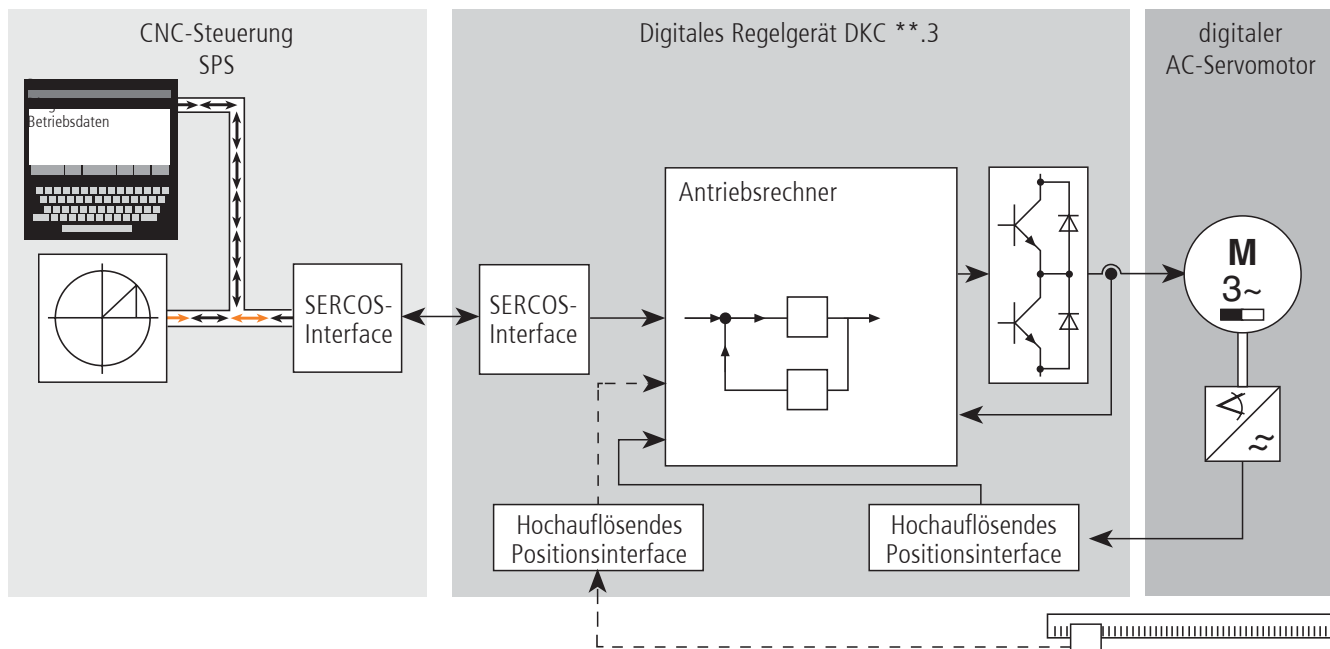 CNC-Steuerung
SPS
Betriebsdaten
SERCOS-
Interface
Digitales Regelgerät DKC **.3
SERCOS-
Interface
Antriebsrechner
Hochauflösendes
Positionsinterface
Hochauflösendes
Positionsinterface
digitaler
AC-Servomotor
M
3~